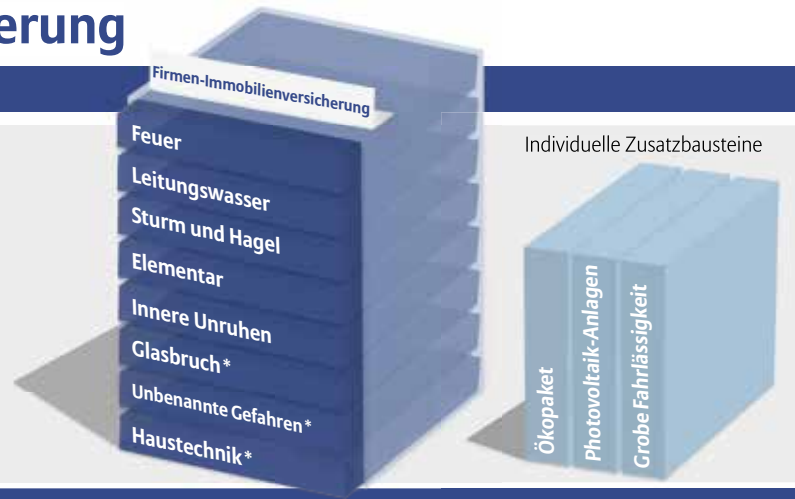 erung
Firmen-Immobilienversicherung
Feuer
Leitungswasser
Sturm und Hagel
Elementar
Innere Unruhen
Glasbruch*
Unbenannte Gefahren*
Haustechnik*
Individuelle Zusatzbausteine
Ökopaket
Photovoltaik-Anlagen
Grobe Fahrlässigkeit